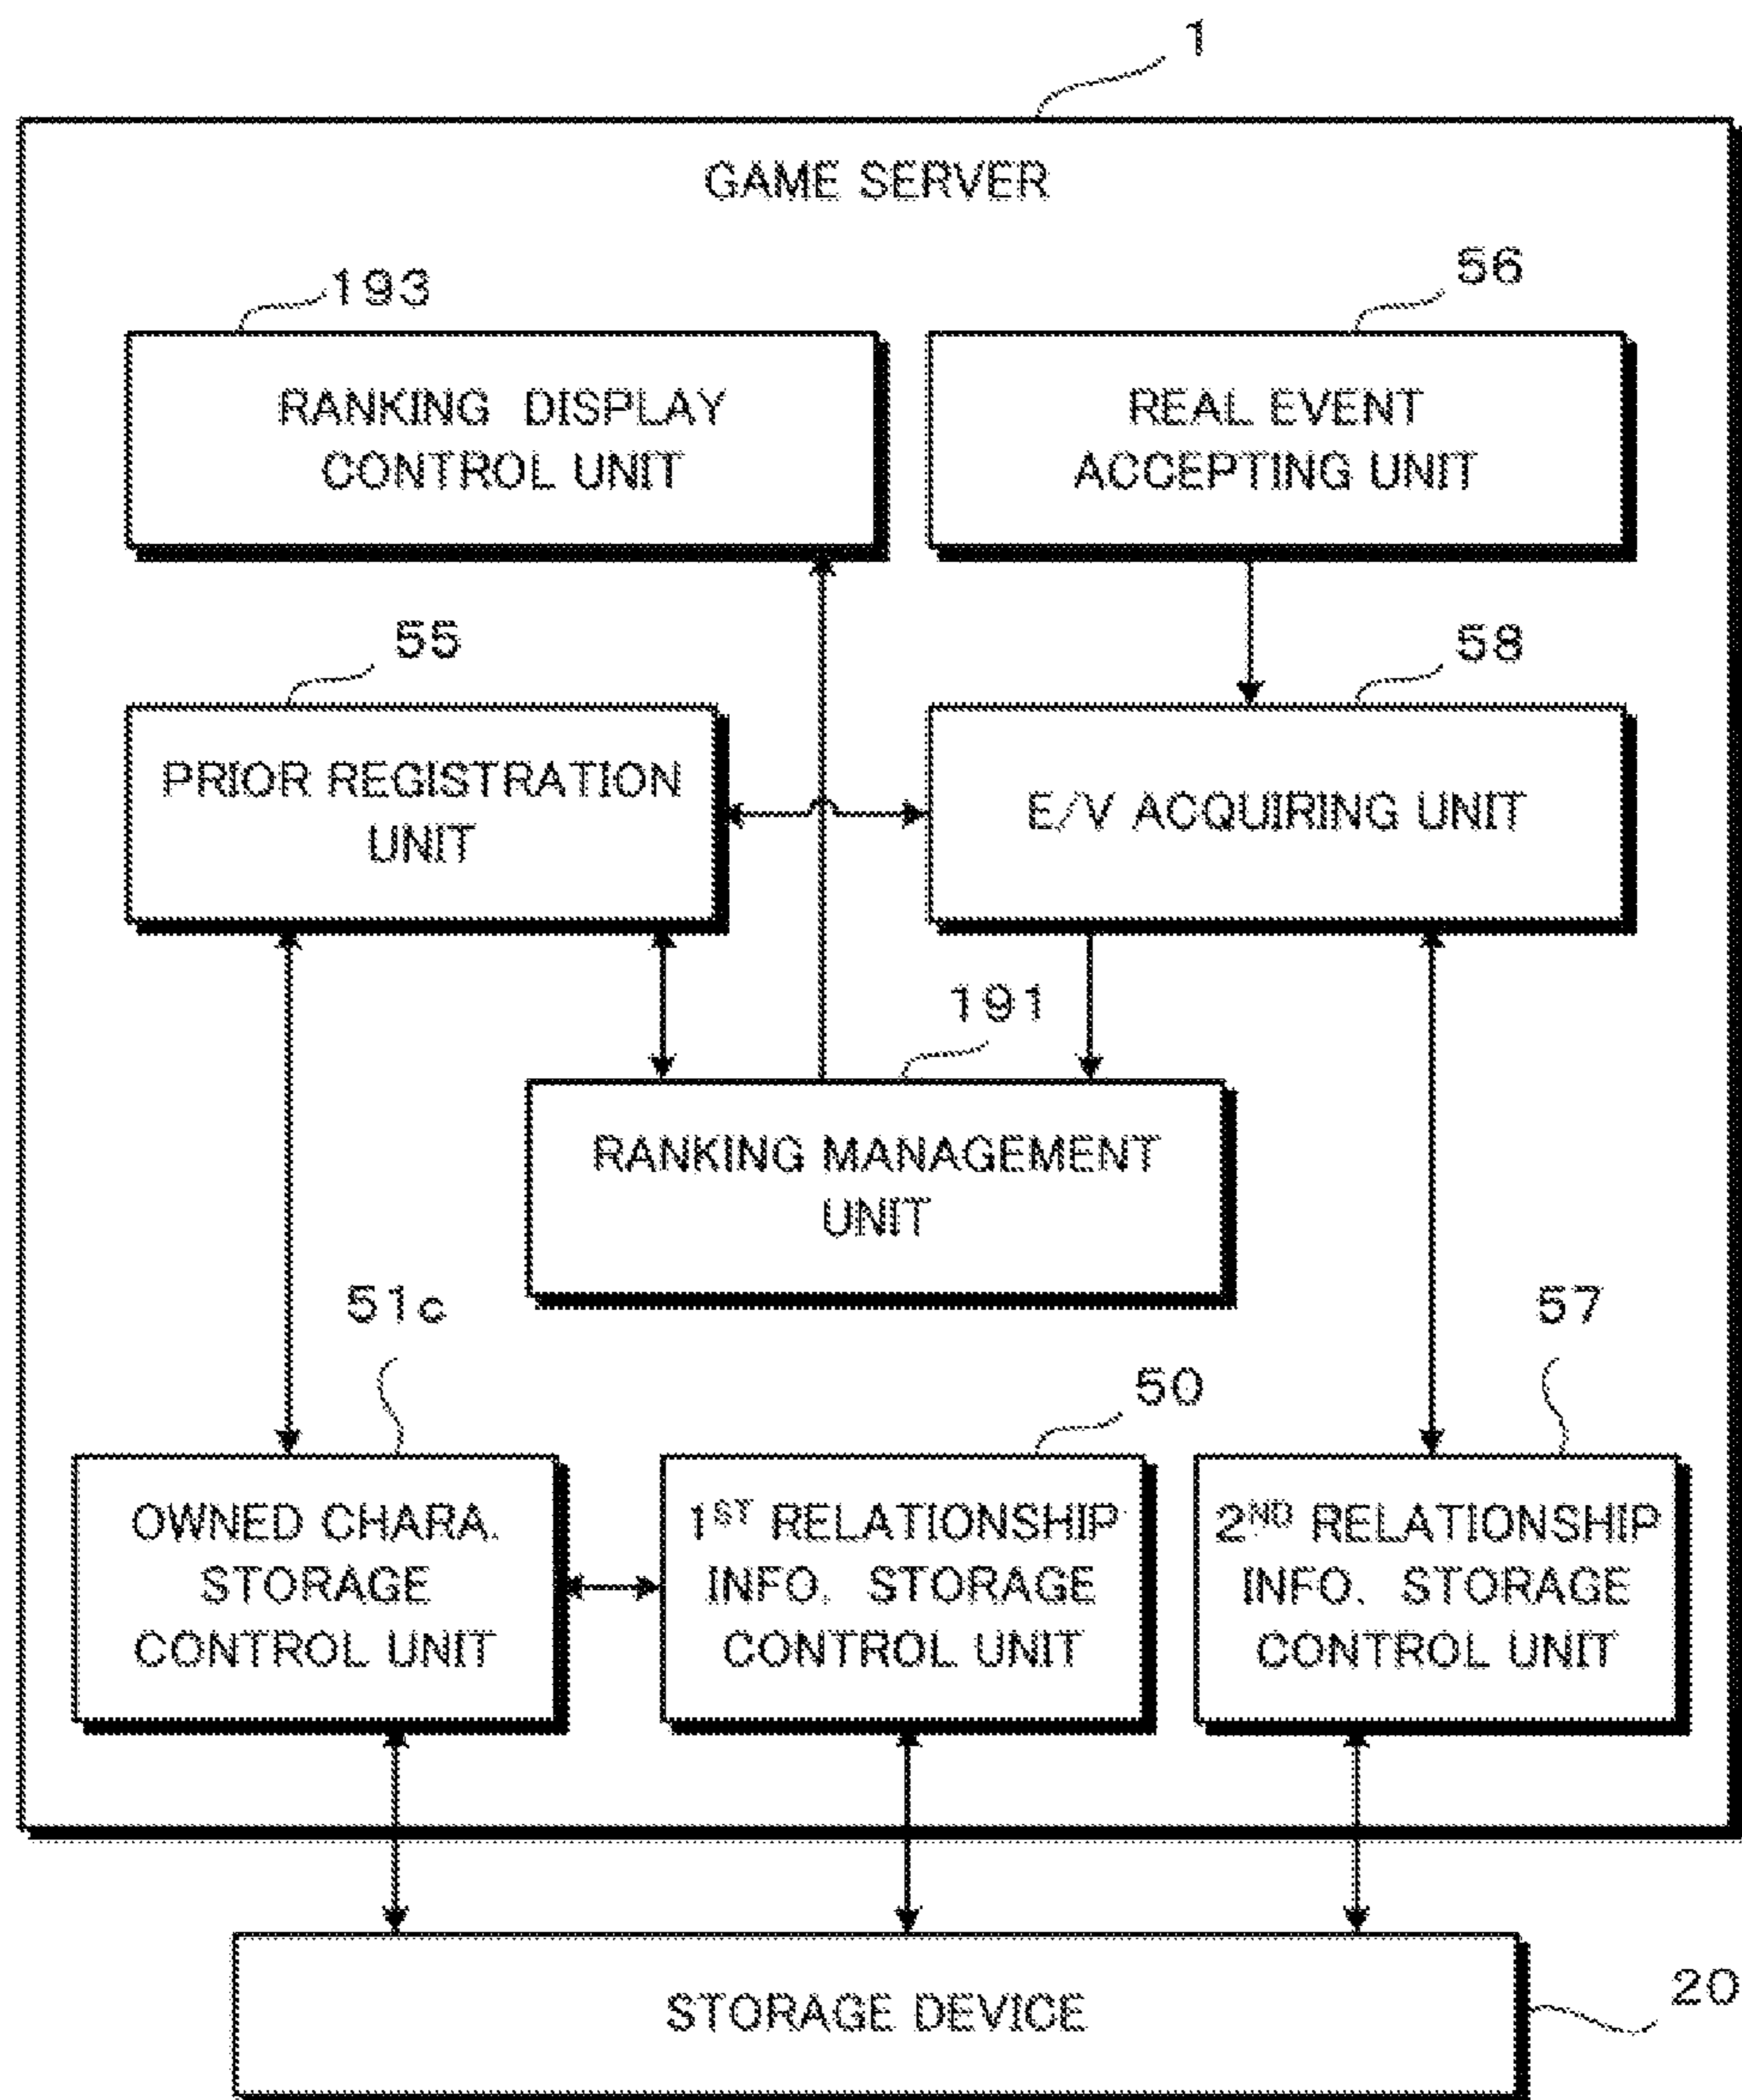 1
GAME SERVER
193
56
RANKING DISPLAY
CONTROL UNIT
REAL EVENT
ACCEPTING UNIT
55
58
PRIOR REGISTRATION
UNIT
E/V ACQUIRING UNIT
191
RANKING MANAGEMENT
UNIT
51c
50
57
OWNED CHARA.
STORAGE
CONTROL UNIT
1ST RELATIONSHIP
INFO. STORAGE
CONTROL UNIT
2ND RELATIONSHIP
INFO. STORAGE
CONTROL UNIT
STORAGE DEVICE
20